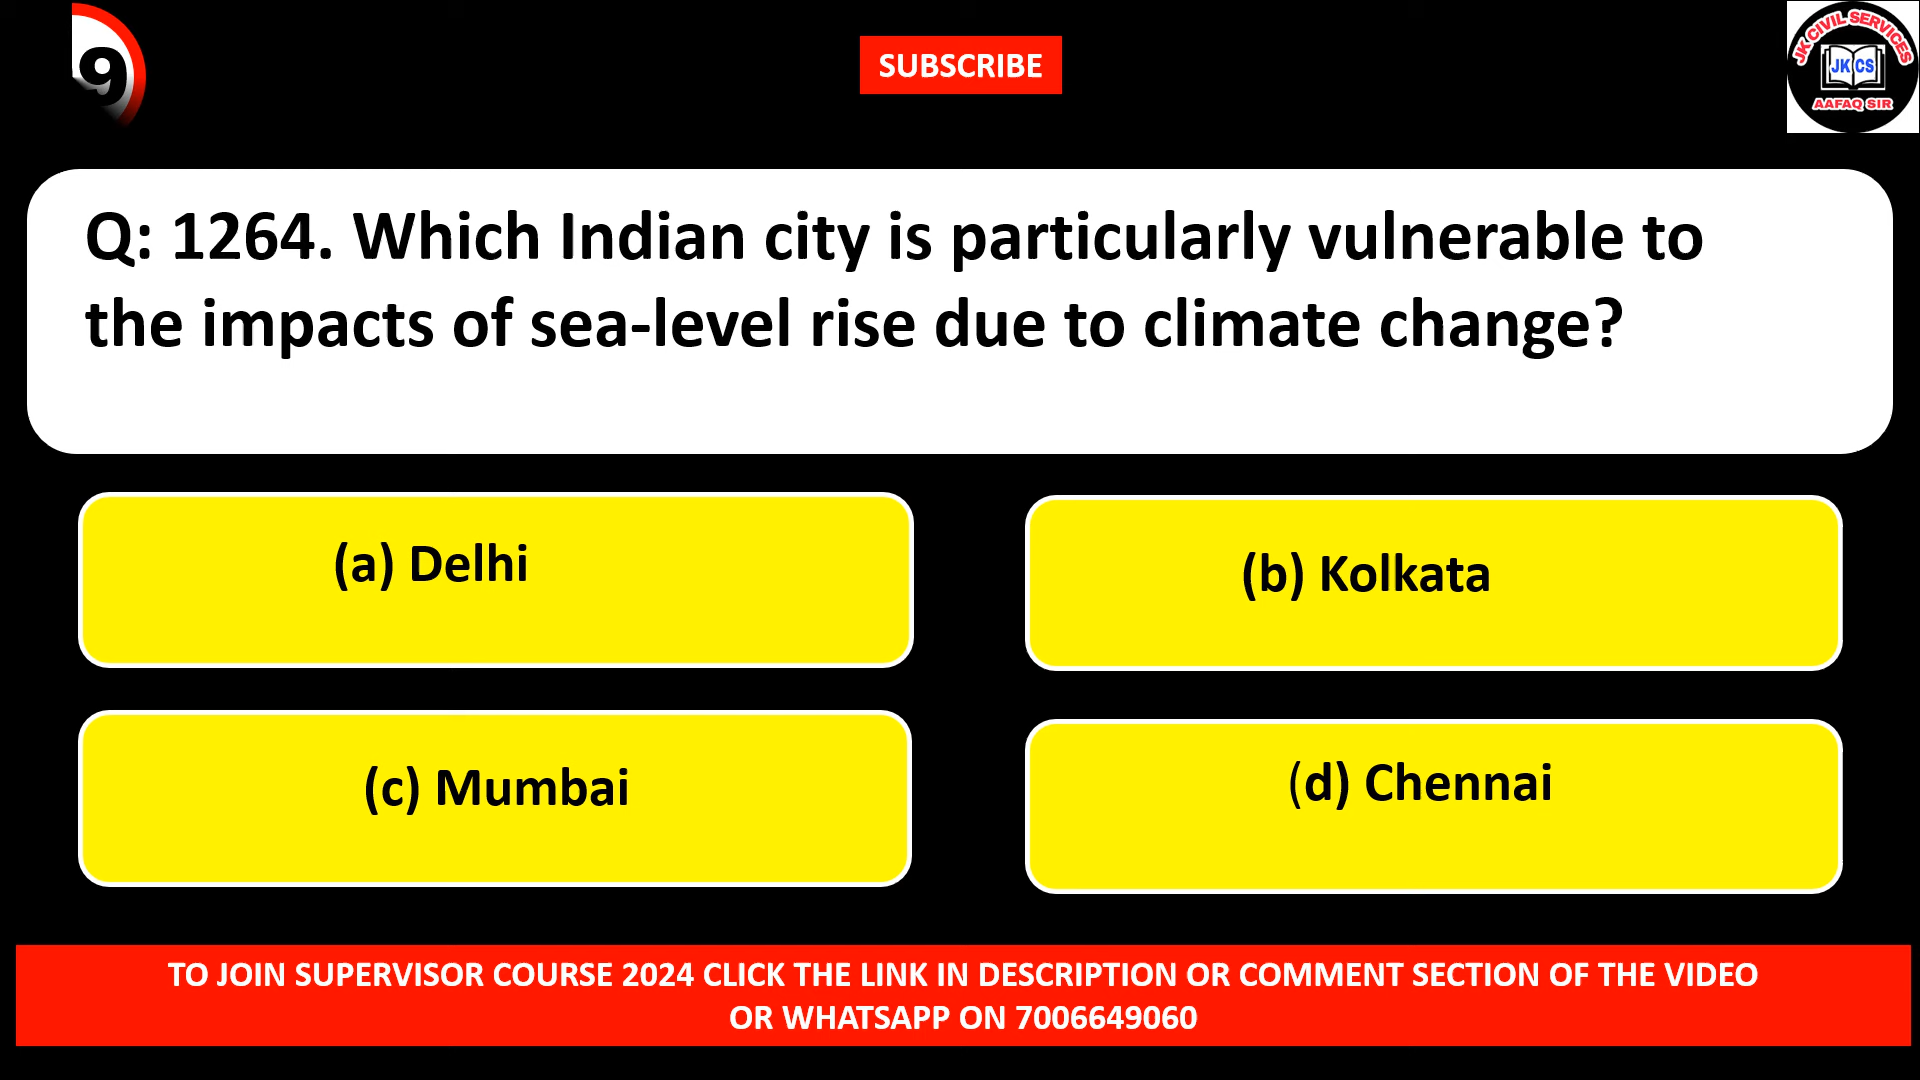 9
SUBSCRIBE
JK CIVIL SERVICES
JK CS
AAFAQ SIR
Q: 1264. Which Indian city is particularly vulnerable to
the impacts of sea-level rise due to climate change?
(a) Delhi
(b) Kolkata
(c) Mumbai
(d) Chennai
TO JOIN SUPERVISOR COURSE 2024 CLICK THE LINK IN DESCRIPTION OR COMMENT SECTION OF THE VIDEO
OR WHATSAPP ON 7006649060